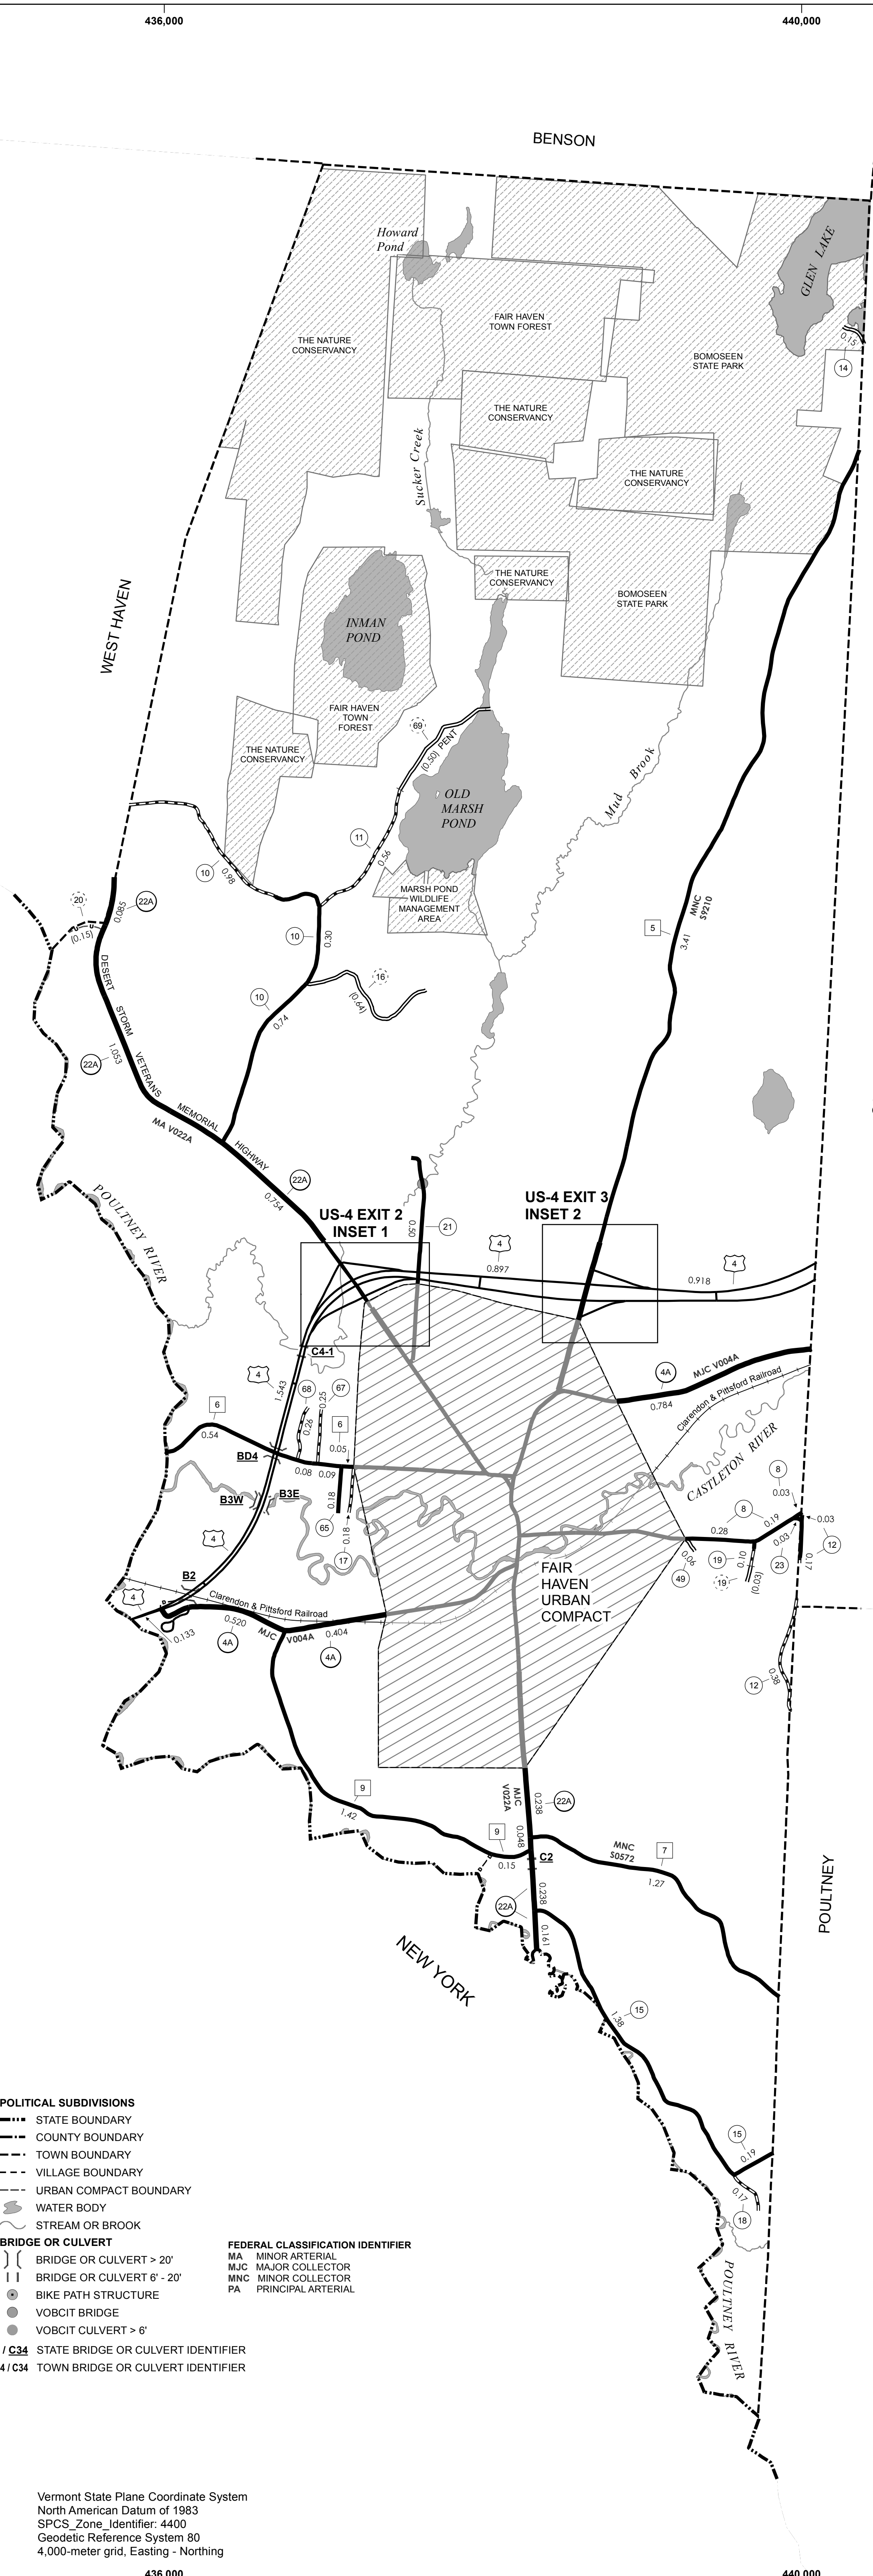 436,000
440,000
BENSON
Howard
Pond
GLEN LAKE
FAIR HAVEN
TOWN FOREST
THE NATURE
CONSERVANCY
0.15
BOMOSEEN
STATE PARK
14
THE NATURE
CONSERVANCY
Sucker Creek
THE NATURE
CONSERVANCY
THE NATURE
CONSERVANCY
BOMOSEEN
STATE PARK
WEST HAVEN
INMAN
POND
FAIR HAVEN
TOWN
FOREST
69
(0.50) PENT
THE NATURE
CONSERVANCY
Mud Brook
OLD
MARSH
POND
11
0.56
10
0.98
MARSH POND
WILDLIFE
MANAGEMENT
AREA
20
(0.15)
0.085
22A
MNC
S9210
5
3.41
10
0.30
16
(0.64)
10
0.74
DESERT STORM VETERANS MEMORIAL HIGHWAY
1.053
22A
MA V022A
22A
0.754
POULTNEY RIVER
US-4 EXIT 2
INSET 1
US-4 EXIT 3
INSET 2
0.50
21
4
0.897
4
0.918
C4-1
4
1.543
68
67
0.26
0.25
4A
MJC V004A
0.784
Clarendon & Pittsford Railroad
6
0.54
6
0.05
BD4
0.08
0.09
CASTLETON RIVER
B3W
B3E
0.18
65
0.18
17
8
0.03
8
0.19
0.28
0.03
0.03
12
23
0.17
4
0.06
49
19
0.10
19
(0.03)
FAIR
HAVEN
URBAN
COMPACT
B2
4
Clarendon & Pittsford Railroad
0.133
0.520
4A
MJC V004A
0.404
4A
12
0.38
9
1.42
MJC
V022A
0.238
22A
0.048
9
0.15
C2
MNC
S0572
7
1.27
0.238
22A
0.161
POULTNEY
NEW YORK
1.38
15
15
0.19
0.17
18
POULTNEY RIVER
POLITICAL SUBDIVISIONS
STATE BOUNDARY
COUNTY BOUNDARY
TOWN BOUNDARY
VILLAGE BOUNDARY
URBAN COMPACT BOUNDARY
WATER BODY
STREAM OR BROOK
BRIDGE OR CULVERT
BRIDGE OR CULVERT > 20'
BRIDGE OR CULVERT 6' - 20'
BIKE PATH STRUCTURE
VOBCIT BRIDGE
VOBCIT CULVERT > 6'
/ C34 STATE BRIDGE OR CULVERT IDENTIFIER
4 / C34 TOWN BRIDGE OR CULVERT IDENTIFIER
FEDERAL CLASSIFICATION IDENTIFIER
MA MINOR ARTERIAL
MJC MAJOR COLLECTOR
MNC MINOR COLLECTOR
PA PRINCIPAL ARTERIAL
Vermont State Plane Coordinate System
North American Datum of 1983
SPCS_Zone_Identifier: 4400
Geodetic Reference System 80
4,000-meter grid, Easting - Northing
436,000
440,000